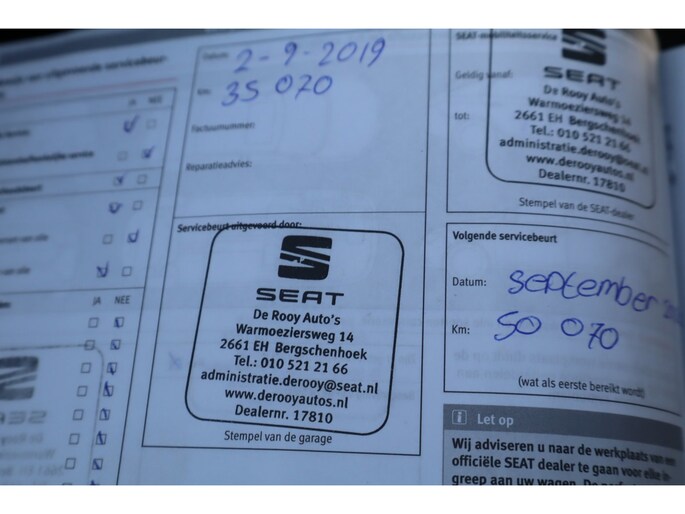 JA NEE
JA NEE
Datum: 2-9-2019
Km: 35 070
Factuurnummer:
Reparatieadvies:
Servicebeurt uitgevoerd door:
SEAT
De Rooy Auto's
Warmoeziersweg 14
2661 EH Bergschenhoek
Tel.: 010 521 21 66
administratie.derooy@seat.nl
www.derooyautos.nl
Dealernr. 17810
Stempel van de garage
SEAT-mobiliteitsservice
Geldig vanaf:
tot:
SEAT
De Rooy Auto's
Warmoeziersweg 14
2661 EH Bergschenhoek
Tel.: 010 521 21 66
administratie.derooy@seat.nl
www.derooyautos.nl
Dealernr. 17810
Stempel van de SEAT-dealer
Volgende servicebeurt
Datum: september
Km: 50 070
(wat als eerste bereikt wordt)
i Let op
Wij adviseren u naar de werkplaats van een
officiële SEAT dealer te gaan voor elke in-
greep aan uw wagen.